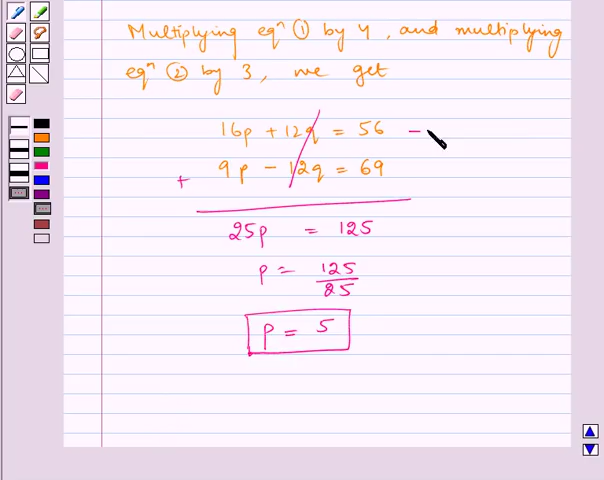 Multiplying eqⁿ ① by 4, and multiplying
eqⁿ ② by 3, we get
16p + 12q = 56 –
+ 9p – 12q = 69
25p = 125
p = 125/25
p = 5